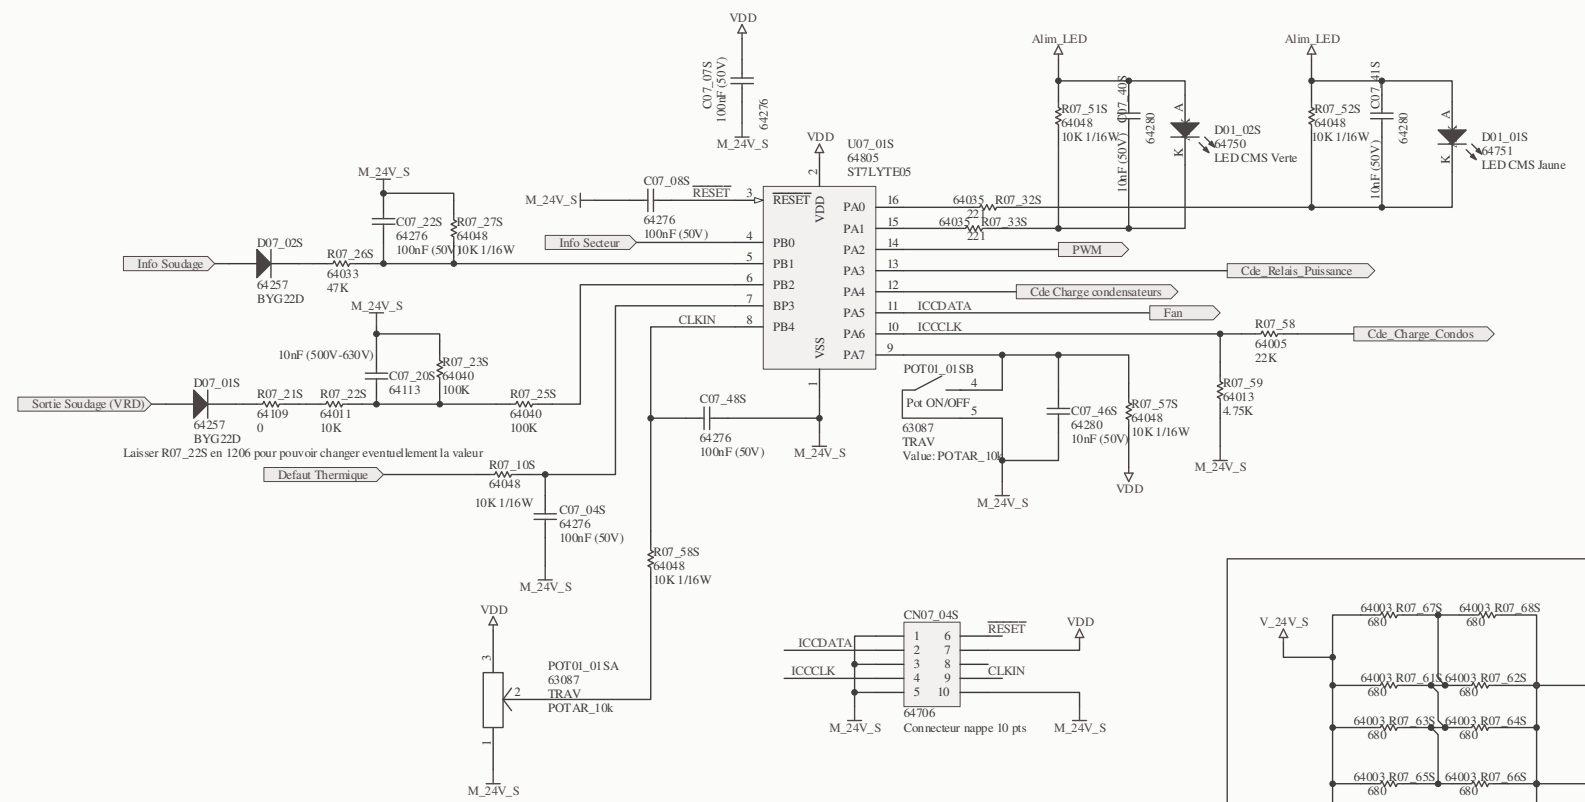 VDD
C07_07S
100nF (50V)
64276
M_24V_S
Alim_LED
R07_51S
64048
10K 1/16W
C07_40S
10nF (50V)
64280
A
K
D01_02S
64750
LED CMS Verte
Alim_LED
R07_52S
64048
10K 1/16W
C07_41S
10nF (50V)
64280
A
K
D01_01S
64751
LED CMS Jaune
VDD
2
U07_01S
64805
ST7LYTE05
M_24V_S
C07_08S
64276
100nF (50V)
RESET
3
RESET
VDD
Info Secteur
4
PB0
5
PB1
6
PB2
7
BP3
CLKIN
8
PB4
VSS
1
PA0
16
64035
R07_32S
221
PA1
15
64035
R07_33S
221
PA2
14
PWM
PA3
13
Cde_Relais_Puissance
PA4
12
Cde Charge condensateurs
PA5
11
ICCDATA
Fan
PA6
10
ICCCLK
R07_58
64005
22K
Cde_Charge_Condos
PA7
9
M_24V_S
C07_22S
64276
100nF (50V)
R07_27S
64048
10K 1/16W
Info Soudage
D07_02S
64257
BYG22D
R07_26S
64033
47K
M_24V_S
10nF (500V-630V)
C07_20S
64113
R07_23S
64040
100K
Sortie Soudage (VRD)
D07_01S
64257
BYG22D
R07_21S
64109
0
R07_22S
64011
10K
R07_25S
64040
100K
Laisser R07_22S en 1206 pour pouvoir changer eventuellement la valeur
Defaut Thermique
R07_10S
64048
10K 1/16W
C07_04S
64276
100nF (50V)
M_24V_S
C07_48S
64276
100nF (50V)
M_24V_S
POT01_01SB
4
Pot ON/OFF
5
63087
TRAV
Value: POTAR_10k
M_24V_S
C07_46S
64280
10nF (50V)
R07_57S
64048
10K 1/16W
VDD
R07_59
64013
4.75K
M_24V_S
R07_58S
64048
10K 1/16W
VDD
3
POT01_01SA
63087
TRAV
POTAR_10k
2
1
M_24V_S
CN07_04S
1
6
RESET
ICCDATA
2
7
VDD
3
8
ICCCLK
4
9
CLKIN
5
10
64706
Connecteur nappe 10 pts
M_24V_S
M_24V_S
V_24V_S
64003 R07_67S
680
64003 R07_68S
680
64003 R07_61S
680
64003 R07_62S
680
64003 R07_63S
680
64003 R07_64S
680
64003 R07_65S
680
64003 R07_66S
680